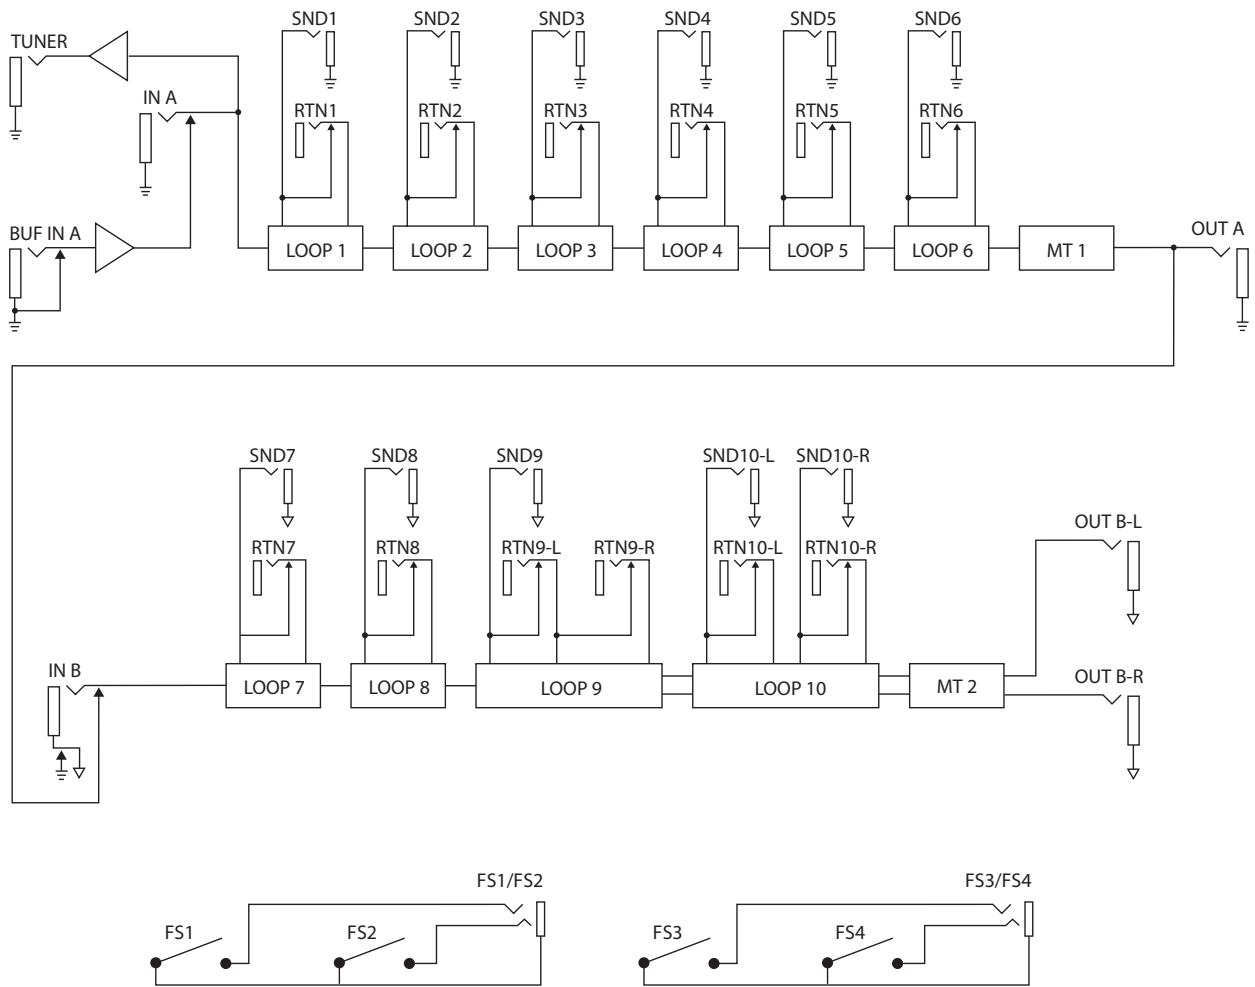 SND1 SND2 SND3 SND4 SND5 SND6
TUNER
IN A
RTN1 RTN2 RTN3 RTN4 RTN5 RTN6
BUF IN A
OUT A
LOOP 1 LOOP 2 LOOP 3 LOOP 4 LOOP 5 LOOP 6 MT 1
SND7 SND8 SND9 SND10-L SND10-R
OUT B-L
RTN7 RTN8 RTN9-L RTN9-R RTN10-L RTN10-R
IN B
OUT B-R
LOOP 7 LOOP 8 LOOP 9 LOOP 10 MT 2
FS1/FS2 FS3/FS4
FS1 FS2 FS3 FS4